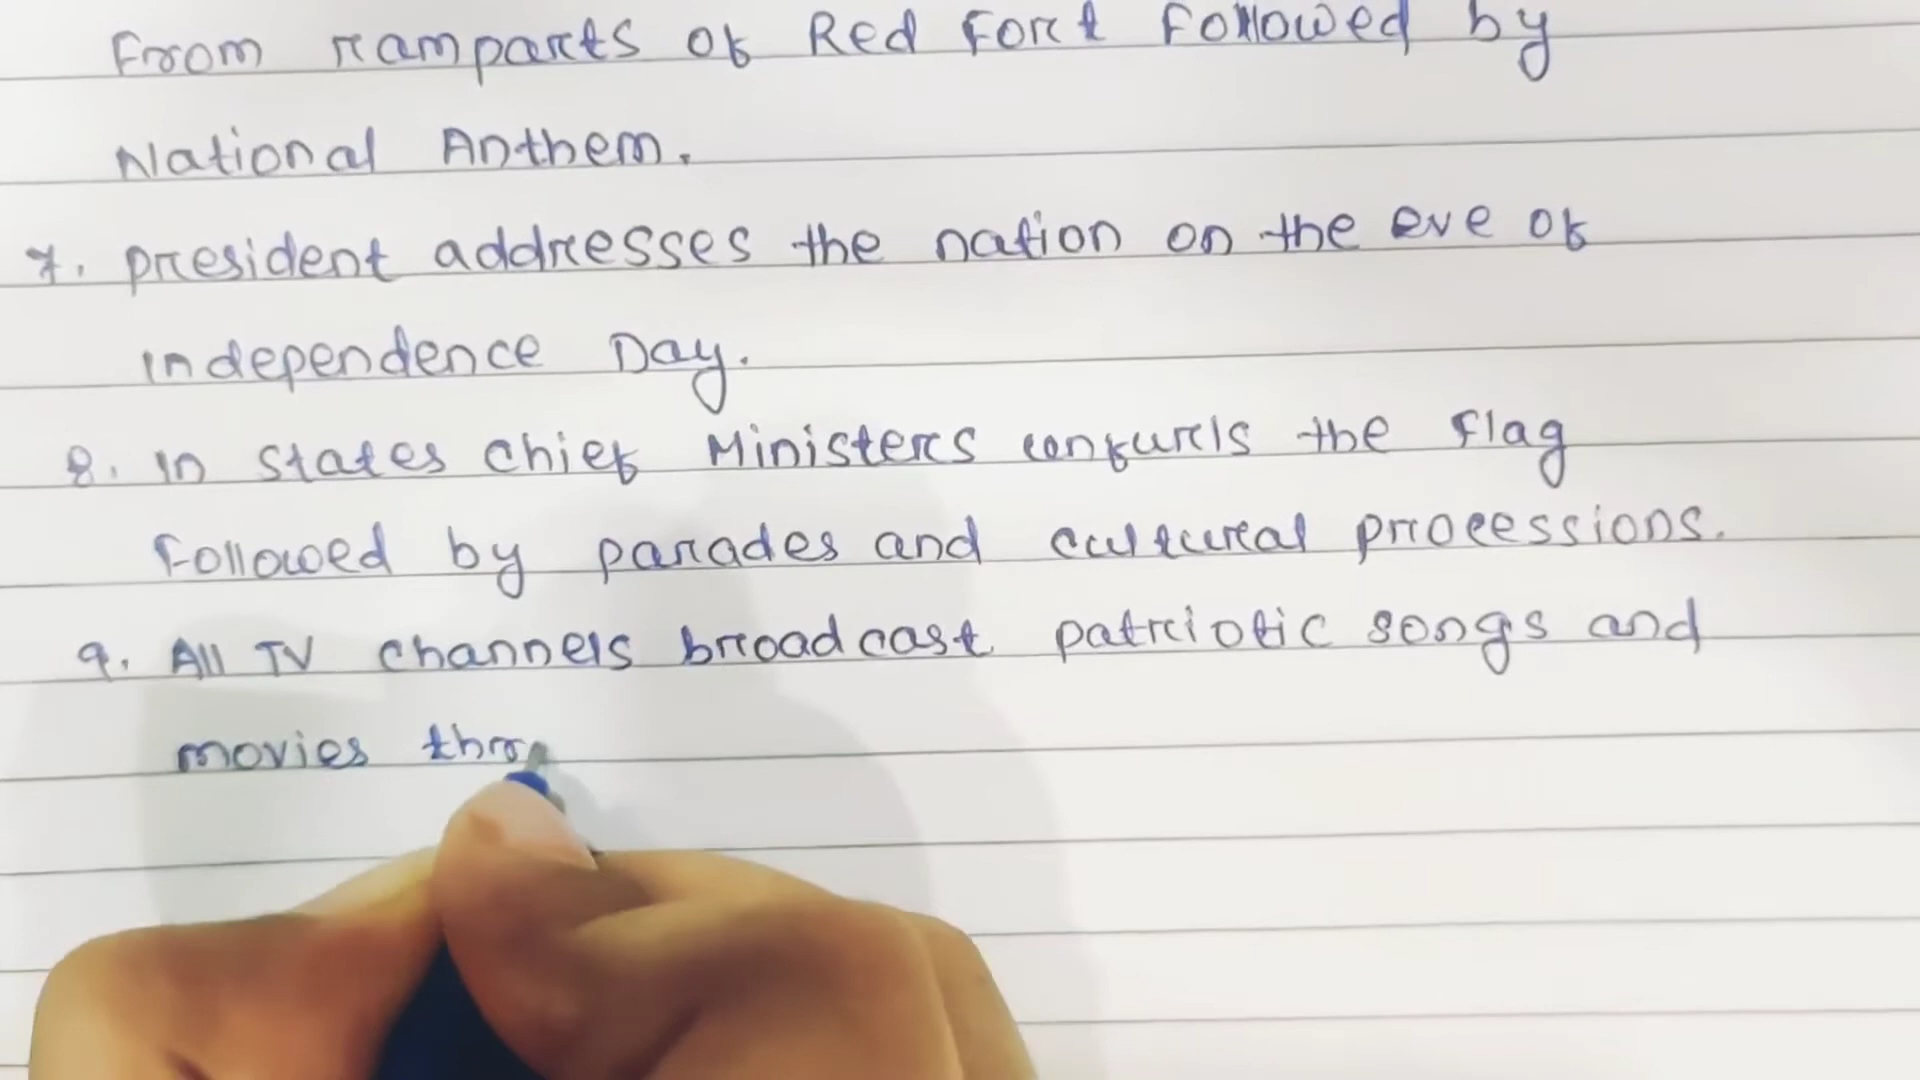 From ramparts of Red Fort Followed by
National Anthem.
7. president addresses the nation on the eve of
independence Day.
8. in states chief Ministers confurls the Flag
Followed by parades and cultural processions.
9. All TV channels broadcast patriotic songs and
movies thro